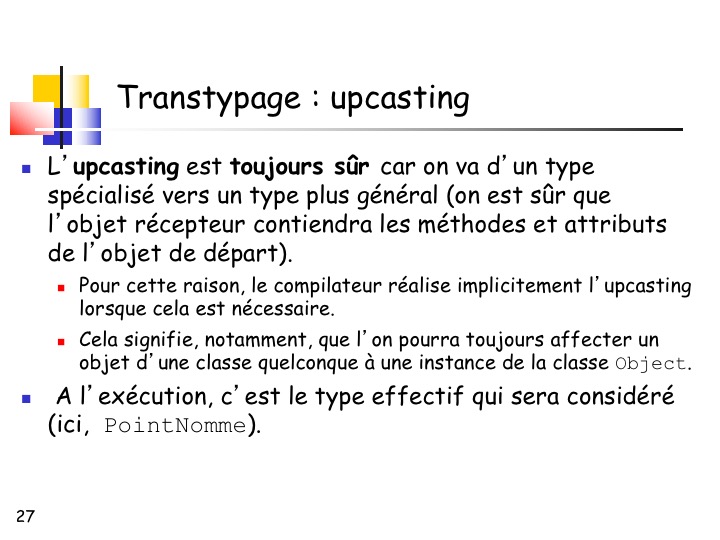 Transtypage : upcasting
L’upcasting est toujours sûr car on va d’un type
spécialisé vers un type plus général (on est sûr que
l’objet récepteur contiendra les méthodes et attributs
de l’objet de départ).
Pour cette raison, le compilateur réalise implicitement l’upcasting
lorsque cela est nécessaire.
Cela signifie, notamment, que l’on pourra toujours affecter un
objet d’une classe quelconque à une instance de la classe Object.
A l’exécution, c’est le type effectif qui sera considéré
(ici, PointNomme).
27